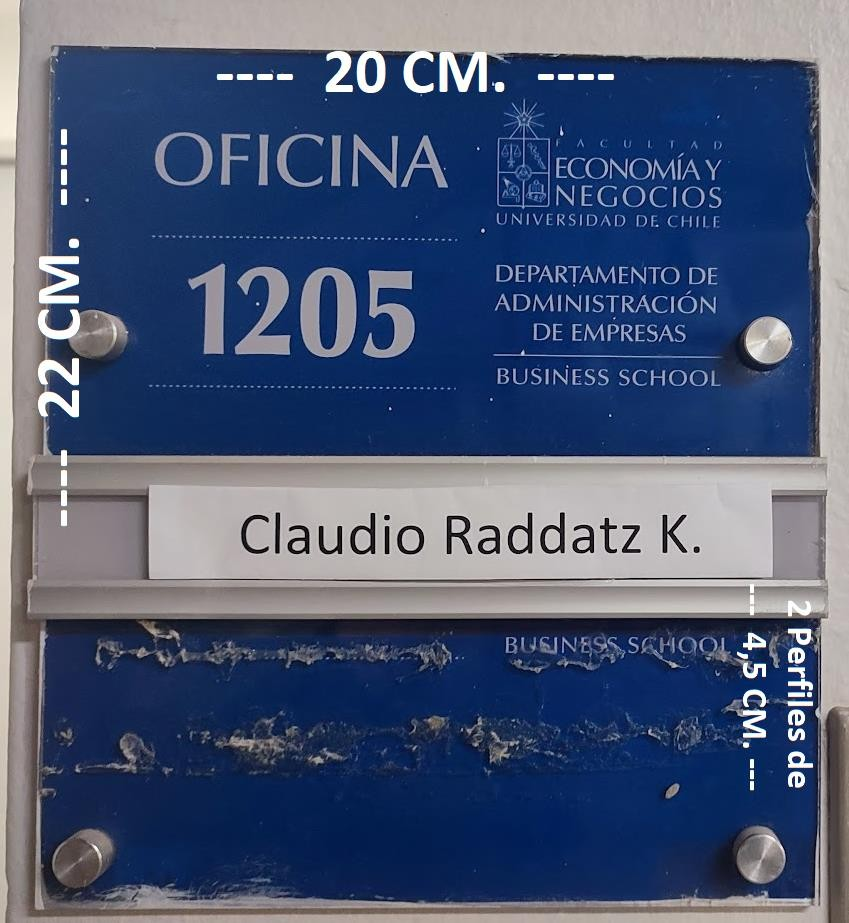 ---- 20 CM. ----
---- 22 CM. ----
OFICINA
1205
FACULTAD
ECONOMÍA Y
NEGOCIOS
UNIVERSIDAD DE CHILE
DEPARTAMENTO DE
ADMINISTRACIÓN
DE EMPRESAS
BUSINESS SCHOOL
Claudio Raddatz K.
BUSINESS SCHOOL
2 Perfiles de
--- 4,5 CM. ---